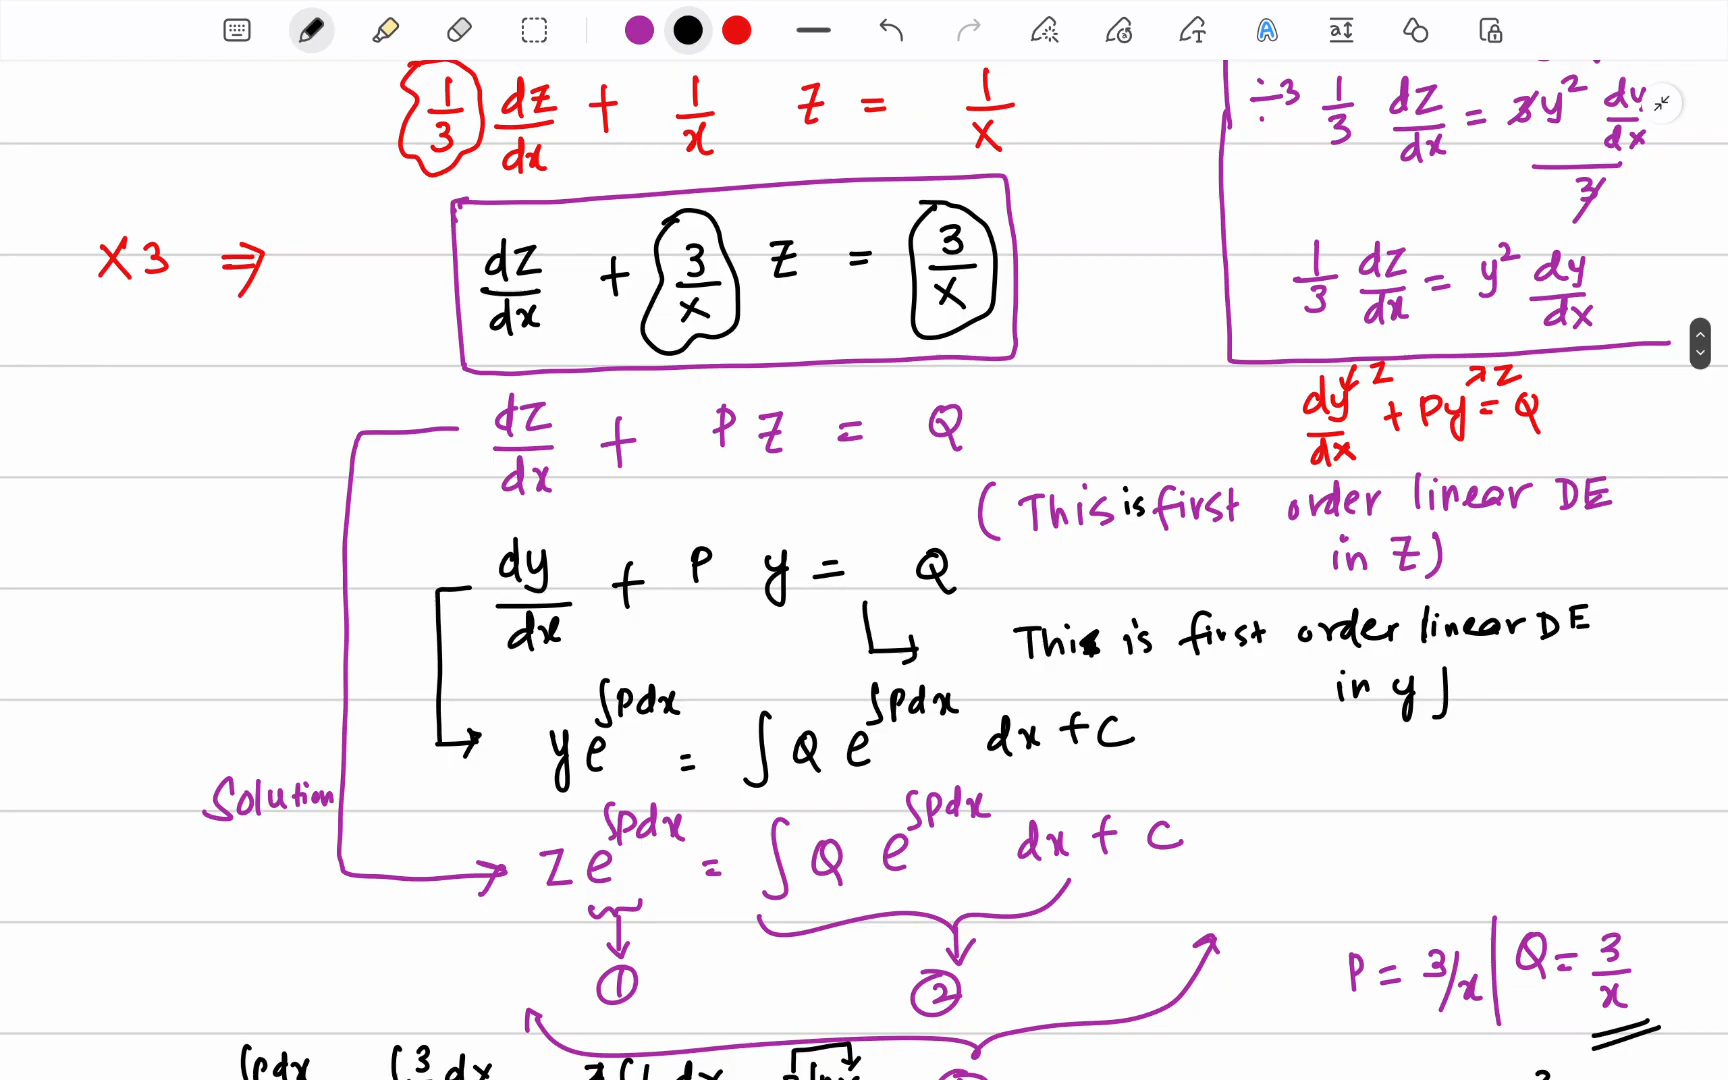 1/3 dz/dx + 1/x z = 1/x
÷3 1/3 dz/dx = 3y² dy/dx / 3
×3 ⇒ dz/dx + 3/x z = 3/x
1/3 dz/dx = y² dy/dx
dy/dx + Py = Q
z z
dz/dx + P z = Q
(This is first order linear DE
in z)
dy/dx + P y = Q
This is first order linear DE
in y)
y e^∫Pdx = ∫ Q e^∫Pdx dx + C
Solution
z e^∫Pdx = ∫ Q e^∫Pdx dx + C
① ②
P = 3/x | Q = 3/x
∫Pdx